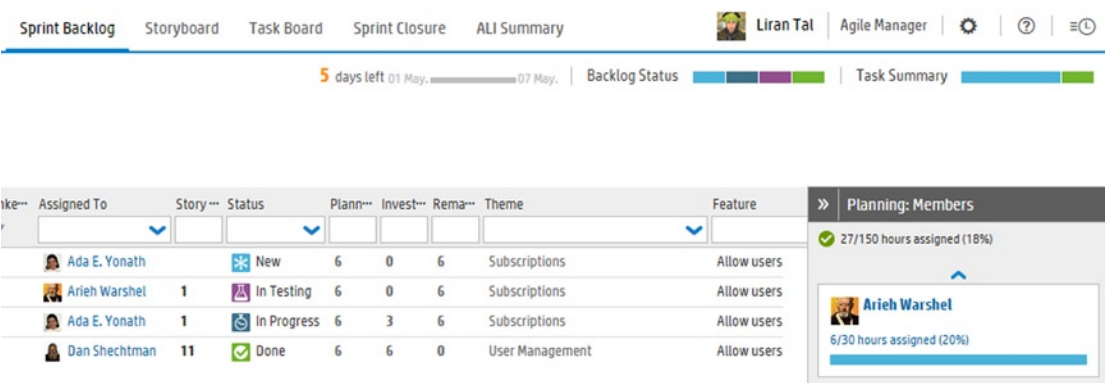 Sprint Backlog Storyboard Task Board Sprint Closure ALI Summary Liran Tal Agile Manager
5 days left 01 May. 07 May. Backlog Status Task Summary
nke... Assigned To Story ... Status Plann... Invest... Rema... Theme Feature Planning: Members
27/150 hours assigned (18%)
Ada E. Yonath New 6 0 6 Subscriptions Allow users
Arieh Warshel 1 In Testing 6 0 6 Subscriptions Allow users
Arieh Warshel
Ada E. Yonath 1 In Progress 6 3 6 Subscriptions Allow users
6/30 hours assigned (20%)
Dan Shechtman 11 Done 6 6 0 User Management Allow users